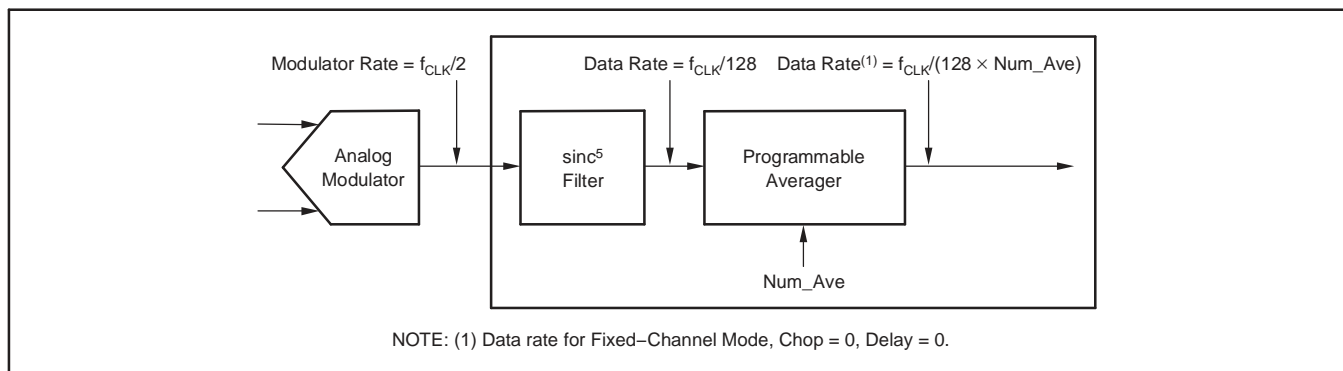 Modulator Rate = fCLK/2
Data Rate = fCLK/128
Data Rate(1) = fCLK/(128 × Num_Ave)
Analog
Modulator
sinc5
Filter
Programmable
Averager
Num_Ave
NOTE: (1) Data rate for Fixed−Channel Mode, Chop = 0, Delay = 0.